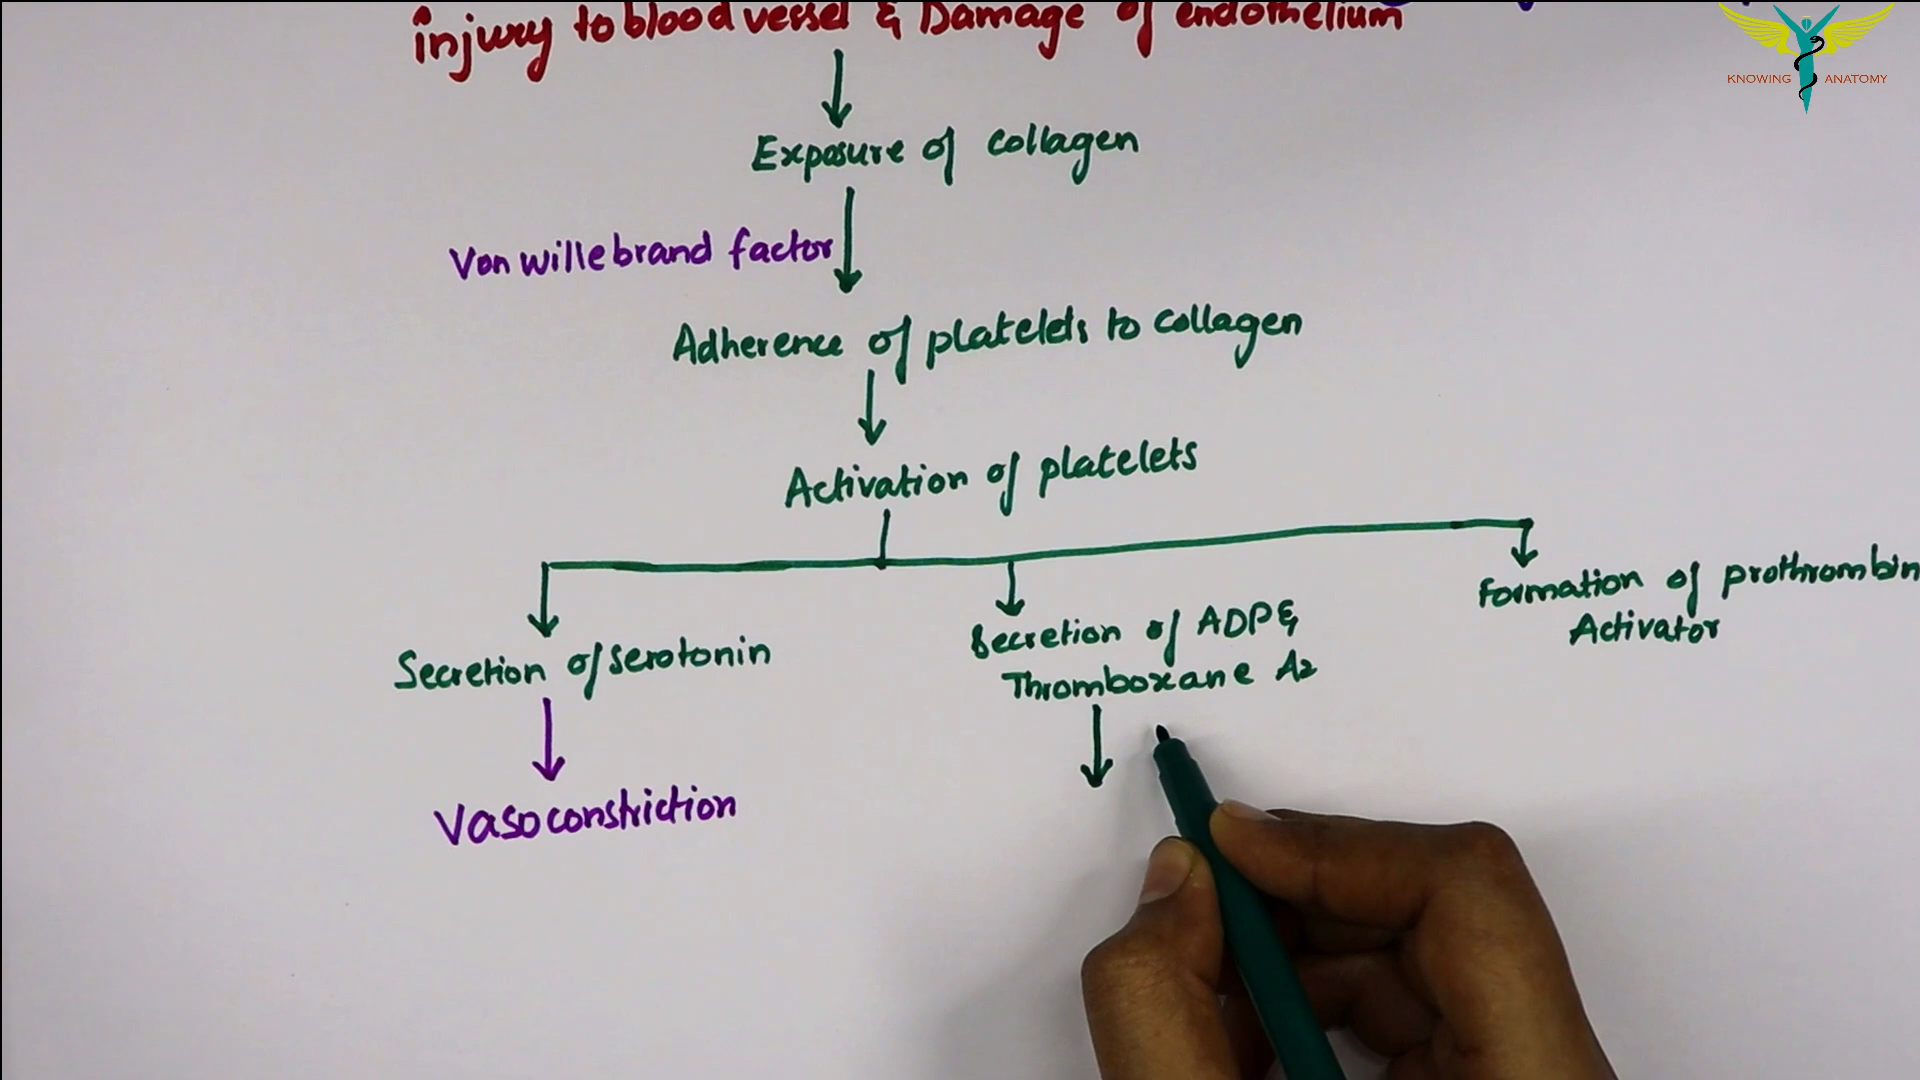 injury to blood vessel & Damage of endothelium
KNOWING ANATOMY
Exposure of collagen
Von willebrand factor
Adherence of platelets to collagen
Activation of platelets
Formation of prothrombin
Activator
Secretion of serotonin
Secretion of ADP &
Thromboxane A2
Vasoconstriction